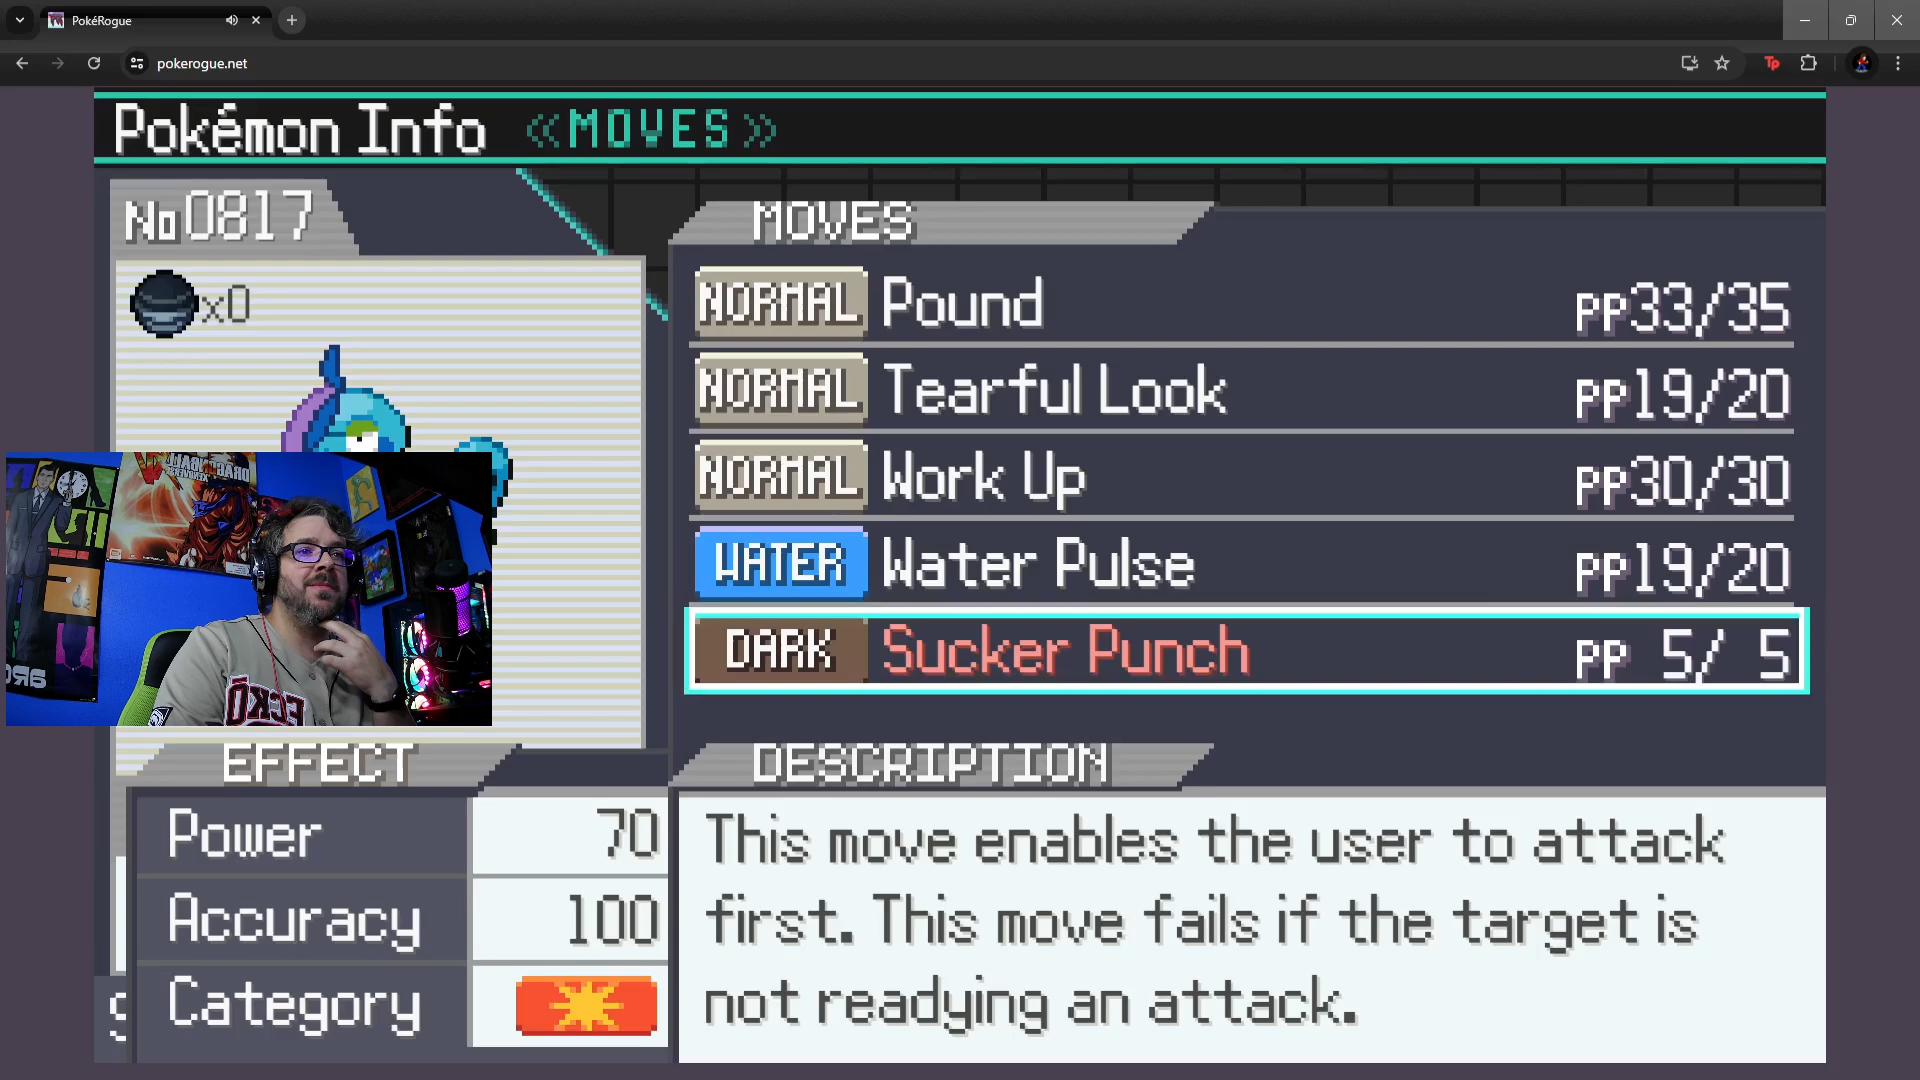 PokéRogue
pokerogue.net
Pokémon Info
MOVES
No0817
x0
MOVES
NORMAL Pound PP33/35
NORMAL Tearful Look PP19/20
NORMAL Work Up PP30/30
WATER Water Pulse PP19/20
DARK Sucker Punch PP 5/ 5
ECKŌ
EFFECT
Power 70
Accuracy 100
Category
DESCRIPTION
This move enables the user to attack
first. This move fails if the target is
not readying an attack.